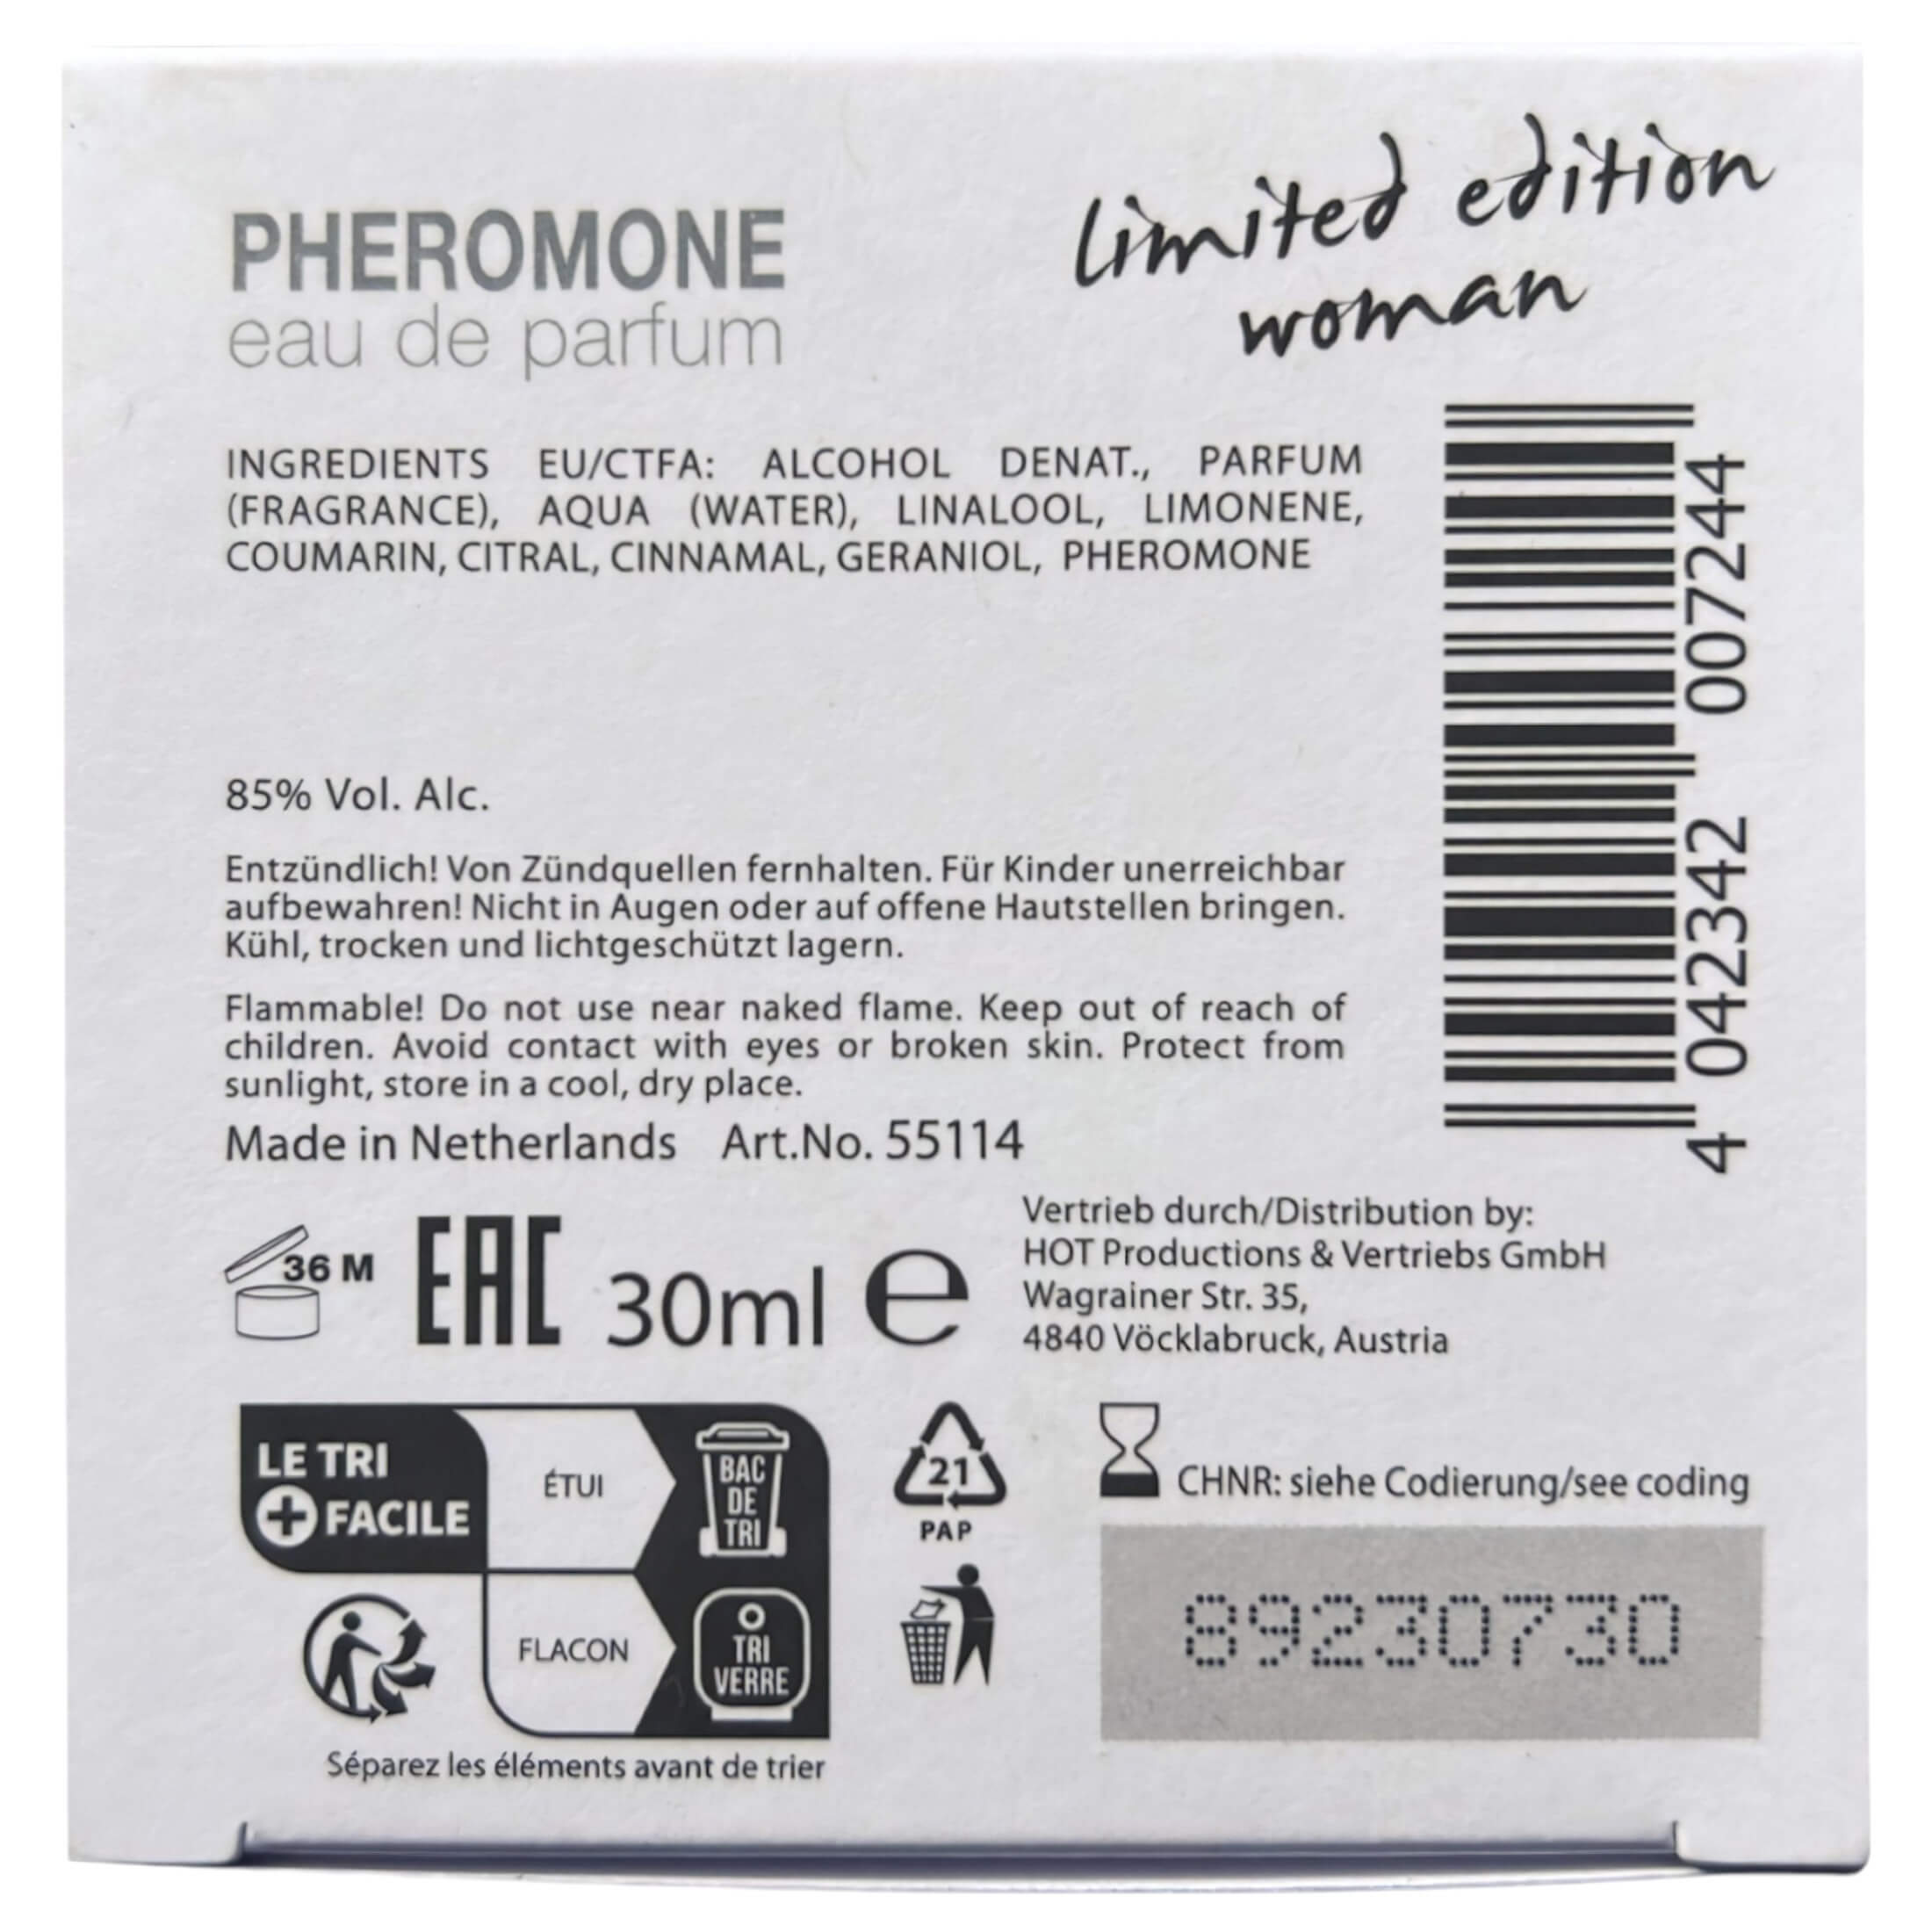 PHEROMONE
eau de parfum
limited edition
woman
INGREDIENTS EU/CTFA: ALCOHOL DENAT., PARFUM
(FRAGRANCE), AQUA (WATER), LINALOOL, LIMONENE,
COUMARIN, CITRAL, CINNAMAL, GERANIOL, PHEROMONE
4 042342 007244
85% Vol. Alc.
Entzündlich! Von Zündquellen fernhalten. Für Kinder unerreichbar
aufbewahren! Nicht in Augen oder auf offene Hautstellen bringen.
Kühl, trocken und lichtgeschützt lagern.
Flammable! Do not use near naked flame. Keep out of reach of
children. Avoid contact with eyes or broken skin. Protect from
sunlight, store in a cool, dry place.
Made in Netherlands Art.No. 55114
36 M
EAC
30ml e
Vertrieb durch/Distribution by:
HOT Productions & Vertriebs GmbH
Wagrainer Str. 35,
4840 Vöcklabruck, Austria
LE TRI
+ FACILE
ÉTUI
BAC
DE
TRI
FLACON
TRI
VERRE
Séparez les éléments avant de trier
21
PAP
CHNR: siehe Codierung/see coding
89230730